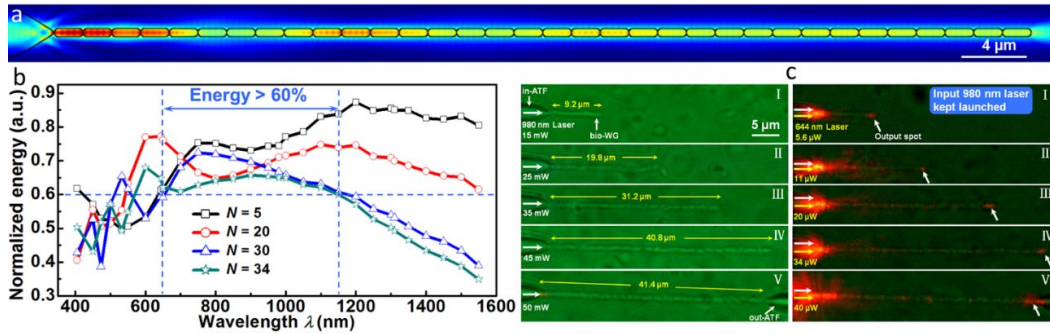 a
4 μm
b
Normalized energy (a.u.)
0.9
0.8
0.7
0.6
0.5
0.4
0.3
Energy > 60%
N = 5
N = 20
N = 30
N = 34
400 600 800 1000 1200 1400 1600
Wavelength λ (nm)
in-ATF
9.2 μm
I
980 nm Laser
15 mW
bio-WG
5 μm
19.8 μm
II
25 mW
31.2 μm
III
35 mW
40.8 μm
IV
45 mW
41.4 μm
V
50 mW
out-ATF
c
Input 980 nm laser
kept launched
I
644 nm Laser
5.6 μW
Output spot
II
11 μW
III
20 μW
IV
34 μW
V
40 μW